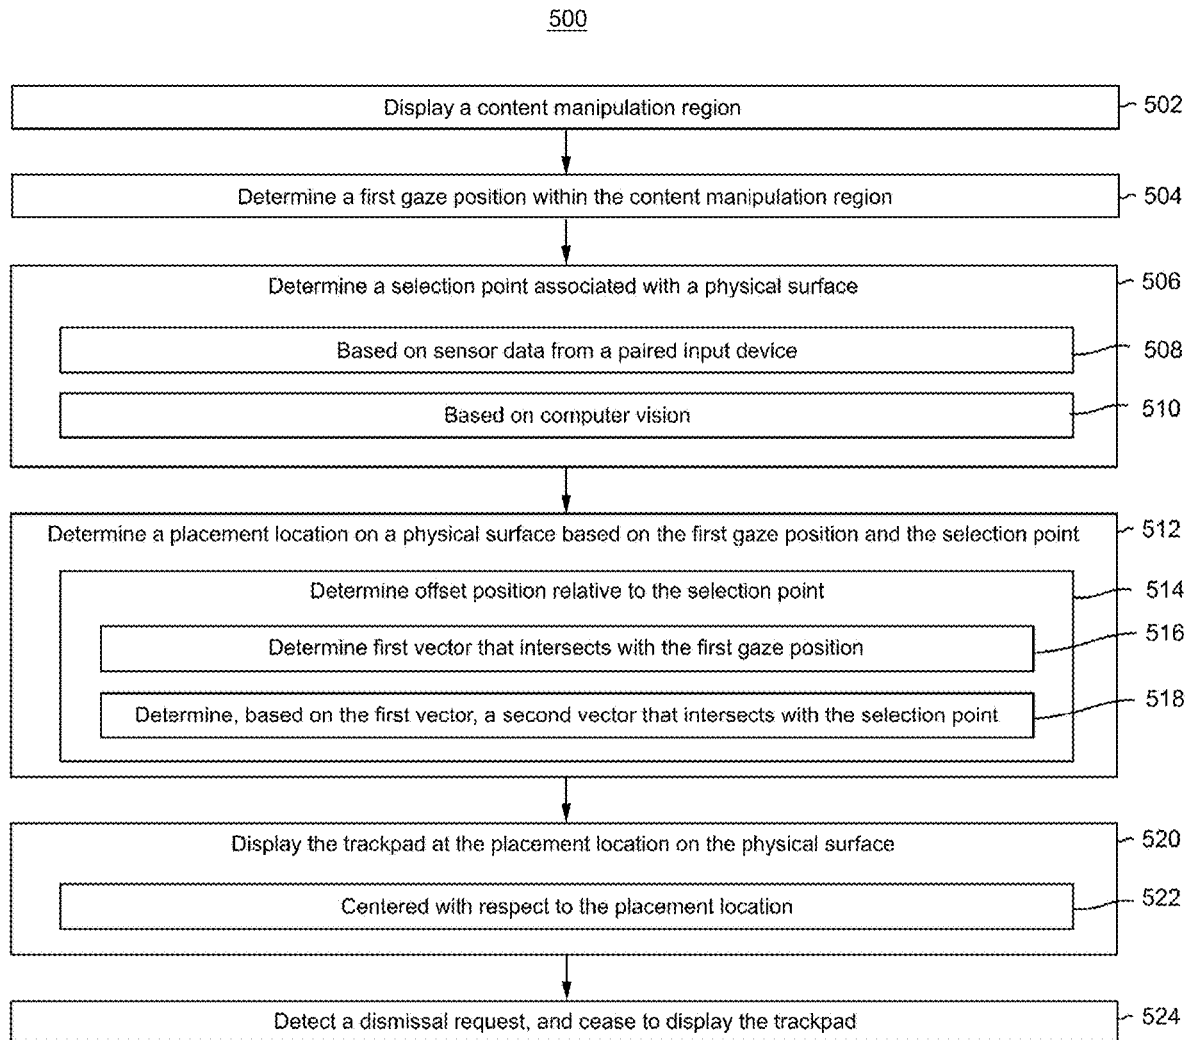 500
Display a content manipulation region 502
Determine a first gaze position within the content manipulation region 504
Determine a selection point associated with a physical surface 506
Based on sensor data from a paired input device 508
Based on computer vision 510
Determine a placement location on a physical surface based on the first gaze position and the selection point 512
Determine offset position relative to the selection point 514
Determine first vector that intersects with the first gaze position 516
Determine, based on the first vector, a second vector that intersects with the selection point 518
Display the trackpad at the placement location on the physical surface 520
Centered with respect to the placement location 522
Detect a dismissal request, and cease to display the trackpad 524